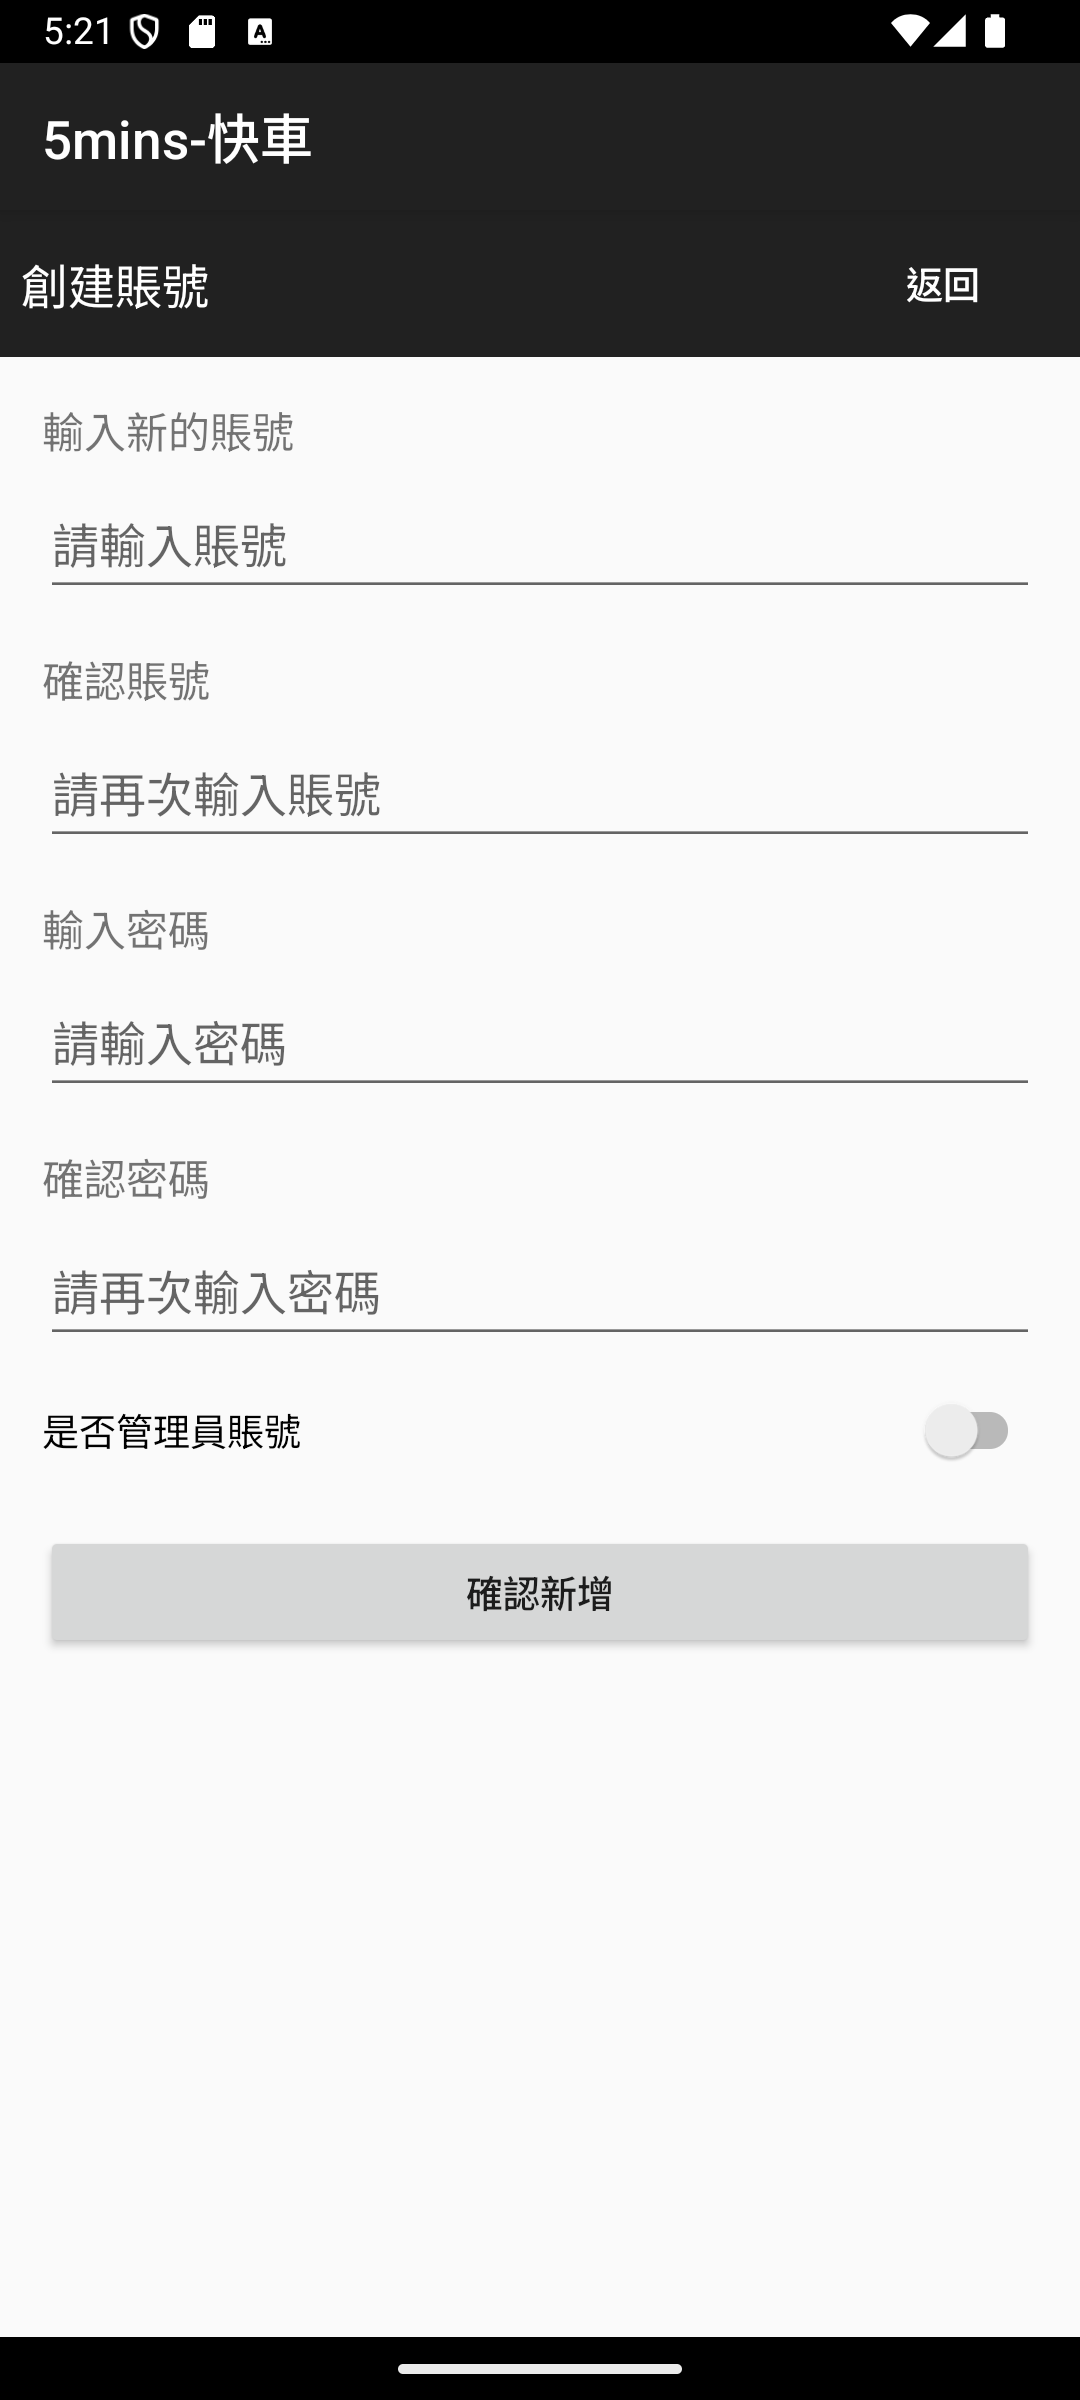 5:21
5mins-快車
創建賬號
返回
輸入新的賬號
請輸入賬號
確認賬號
請再次輸入賬號
輸入密碼
請輸入密碼
確認密碼
請再次輸入密碼
是否管理員賬號
確認新增